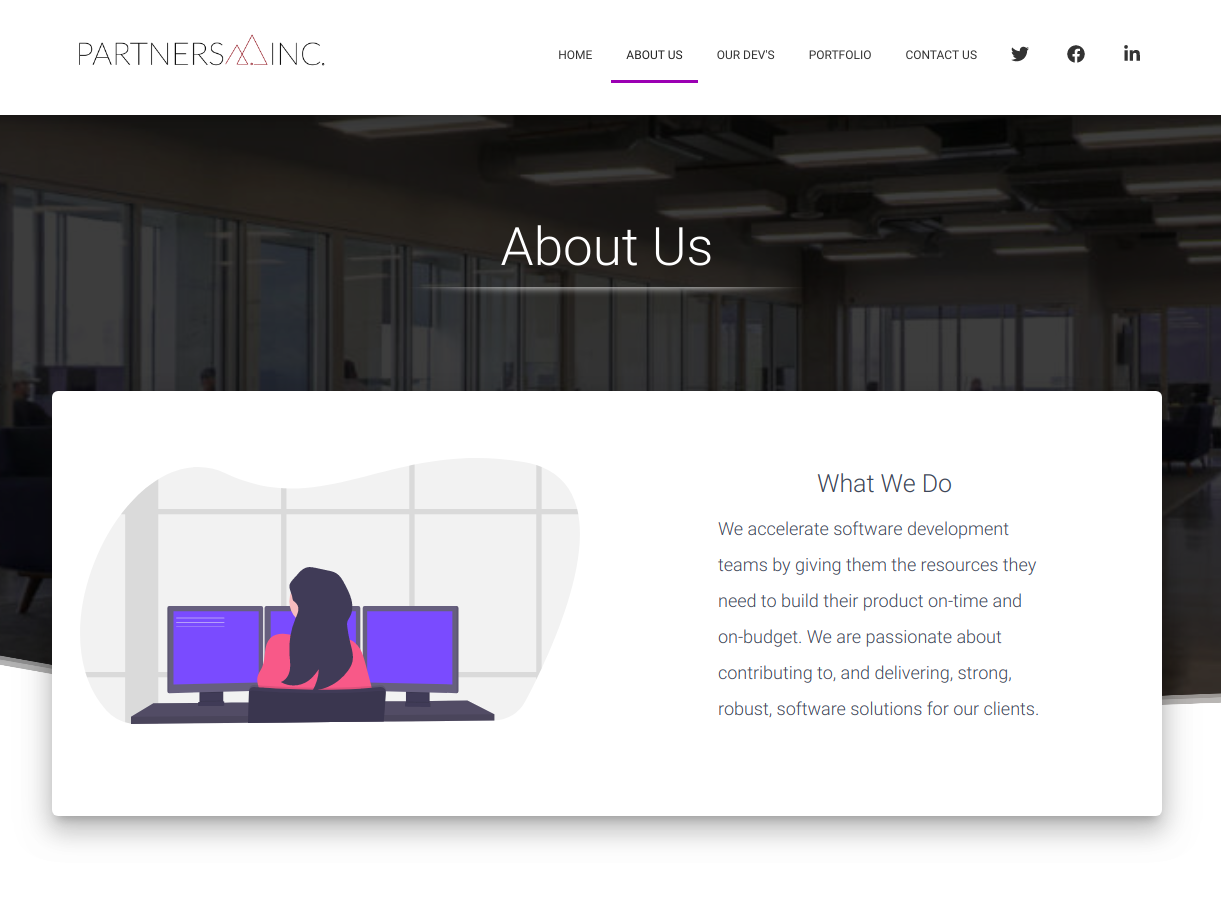 PARTNERS INC.
HOME ABOUT US OUR DEV'S PORTFOLIO CONTACT US
About Us
What We Do
We accelerate software development
teams by giving them the resources they
need to build their product on-time and
on-budget. We are passionate about
contributing to, and delivering, strong,
robust, software solutions for our clients.